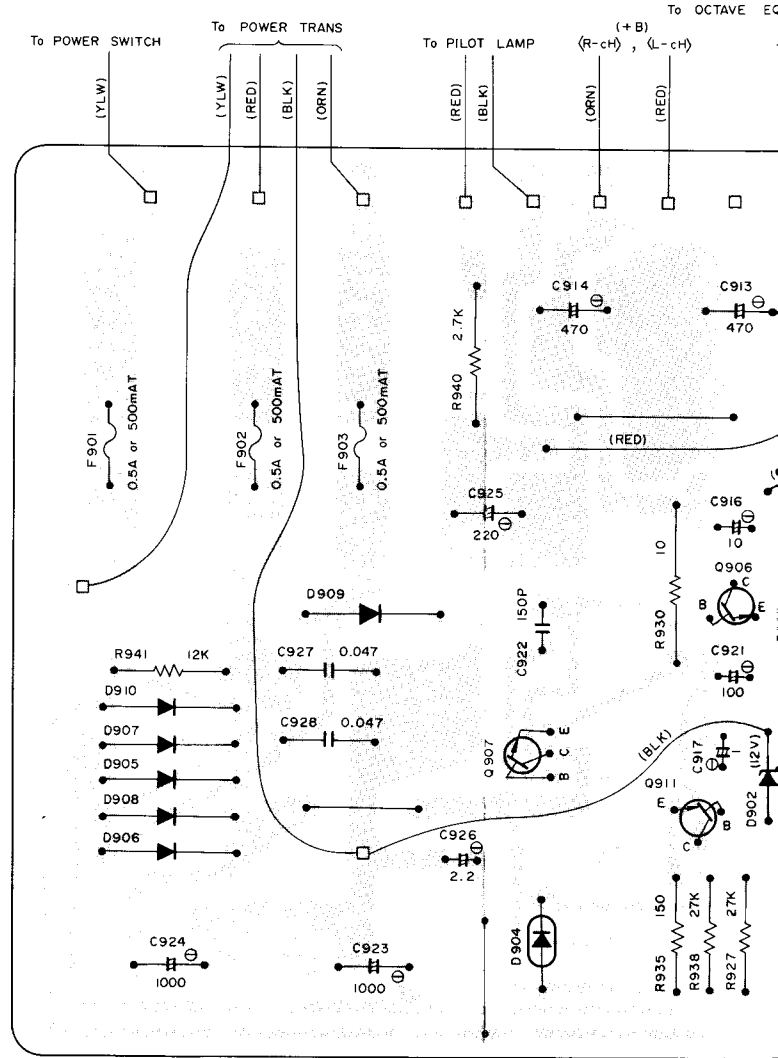 To OCTAVE EQ
To POWER SWITCH
To POWER TRANS
To PILOT LAMP
(+B)
⟨R-cH⟩ , ⟨L-cH⟩
(YLW)
(YLW)
(RED)
(BLK)
(ORN)
(RED)
(BLK)
(ORN)
(RED)
C914
470
C913
470
2.7K
R940
F901
0.5A or 500mAT
F902
0.5A or 500mAT
F903
0.5A or 500mAT
(RED)
C925
220
C916
10
10
R930
Q906
C
B
E
D909
150P
C922
R941 12K
C927 0.047
C921
100
D910
D907
C928 0.047
D905
D908
D906
Q907
E
C
B
(BLK)
C917
1
(12V)
D902
Q911
E
B
C
C926
2.2
C924
1000
C923
1000
D904
150
R935
27K
R938
27K
R927